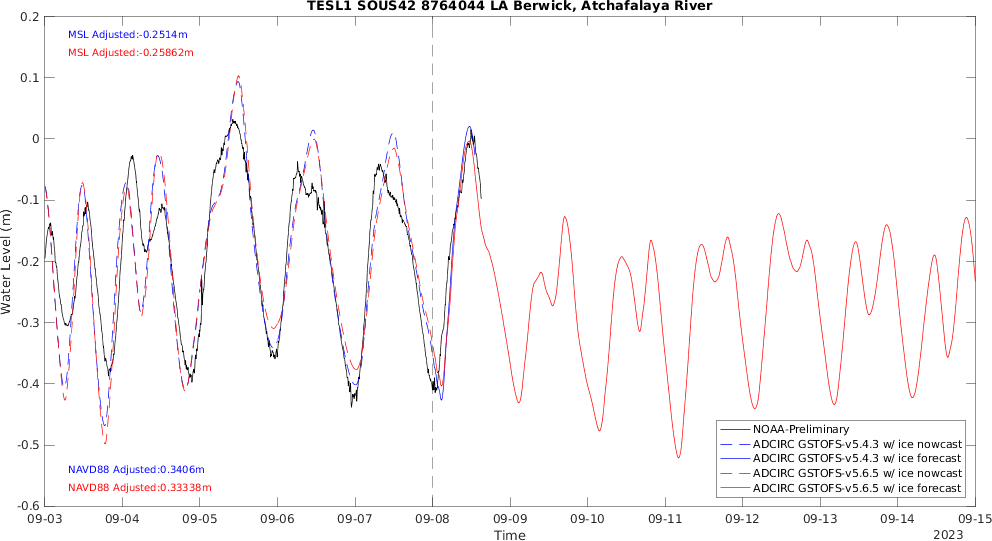 TESL1 SOUS42 8764044 LA Berwick, Atchafalaya River
0.2
MSL Adjusted:-0.2514m
MSL Adjusted:-0.25862m
0.1
0
-0.1
-0.2
Water Level (m)
-0.3
-0.4
NOAA-Preliminary
ADCIRC GSTOFS-v5.4.3 w/ ice nowcast
ADCIRC GSTOFS-v5.4.3 w/ ice forecast
ADCIRC GSTOFS-v5.6.5 w/ ice nowcast
ADCIRC GSTOFS-v5.6.5 w/ ice forecast
-0.5
NAVD88 Adjusted:0.3406m
NAVD88 Adjusted:0.33338m
-0.6
09-03 09-04 09-05 09-06 09-07 09-08 09-09 09-10 09-11 09-12 09-13 09-14 09-15
Time
2023